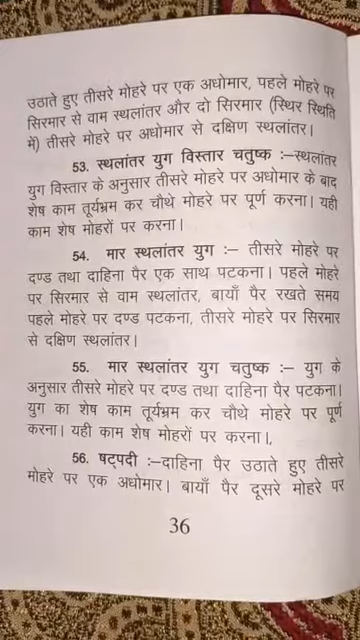 उठाते हुए तीसरे मोहरे पर एक अधोमार, पहले मोहरे पर
सिरमार से वाम स्थलांतर और दो सिरमार (स्थिर स्थिति
में) तीसरे मोहरे पर अधोमार से दक्षिण स्थलांतर।
53. स्थलांतर युग विस्तार चतुष्क :–स्थलांतर
युग विस्तार के अनुसार तीसरे मोहरे पर अधोमार के बाद
शेष काम तूर्यभ्रम कर चौथे मोहरे पर पूर्ण करना। यही
काम शेष मोहरों पर करना।
54. मार स्थलांतर युग :– तीसरे मोहरे पर
दण्ड तथा दाहिना पैर एक साथ पटकना। पहले मोहरे
पर सिरमार से वाम स्थलांतर, बायाँ पैर रखते समय
पहले मोहरे पर दण्ड पटकना, तीसरे मोहरे पर सिरमार
से दक्षिण स्थलांतर।
55. मार स्थलांतर युग चतुष्क :– युग के
अनुसार तीसरे मोहरे पर दण्ड तथा दाहिना पैर पटकना।
युग का शेष काम तूर्यभ्रम कर चौथे मोहरे पर पूर्ण
करना। यही काम शेष मोहरों पर करना।,
56. षट्पदी :–दाहिना पैर उठाते हुए तीसरे
मोहरे पर एक अधोमार। बायाँ पैर दूसरे मोहरे पर
36